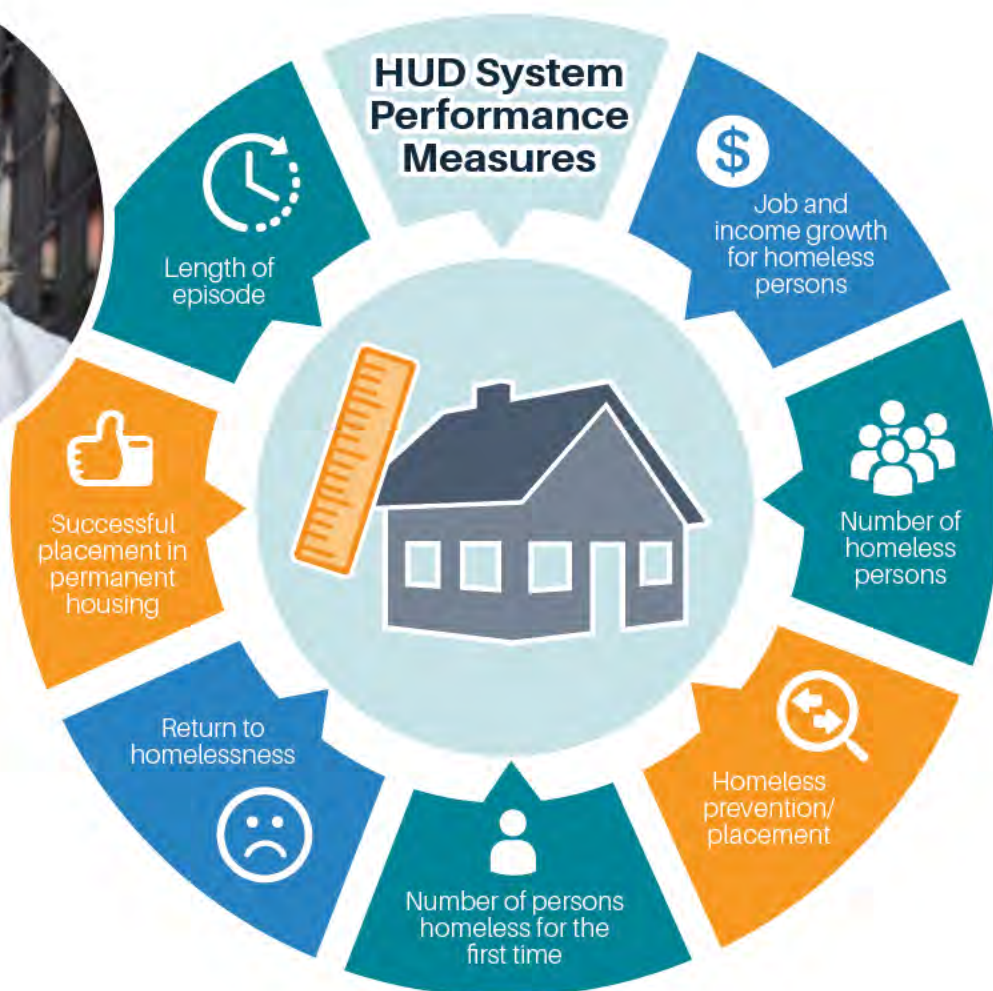 HUD System
Performance
Measures
$
Job and
income growth
for homeless
persons
Number of
homeless
persons
Homeless
prevention/
placement
Number of persons
homeless for the
first time
Return to
homelessness
Successful
placement in
permanent
housing
Length of
episode